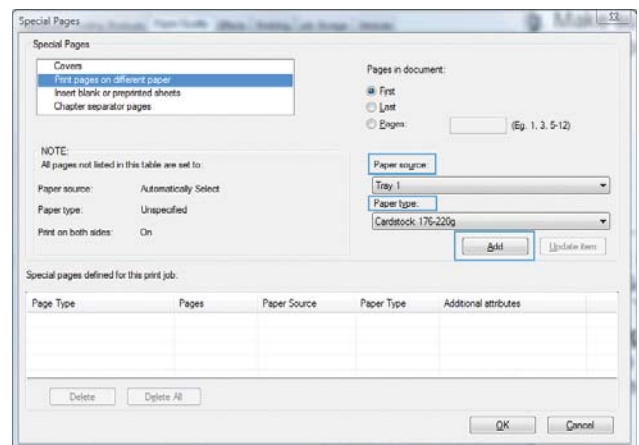 Special Pages
Special Pages
Covers
Print pages on different paper
Insert blank or preprinted sheets
Chapter separator pages
Pages in document:
First
Last
Pages:
(Eg. 1, 3, 5-12)
NOTE:
All pages not listed in this table are set to:
Paper source: Automatically Select
Paper type: Unspecified
Print on both sides: On
Paper source:
Tray 1
Paper type:
Cardstock 176-220g
Add
Update item
Special pages defined for this print job:
Page Type Pages Paper Source Paper Type Additional attributes
Delete Delete All
OK Cancel